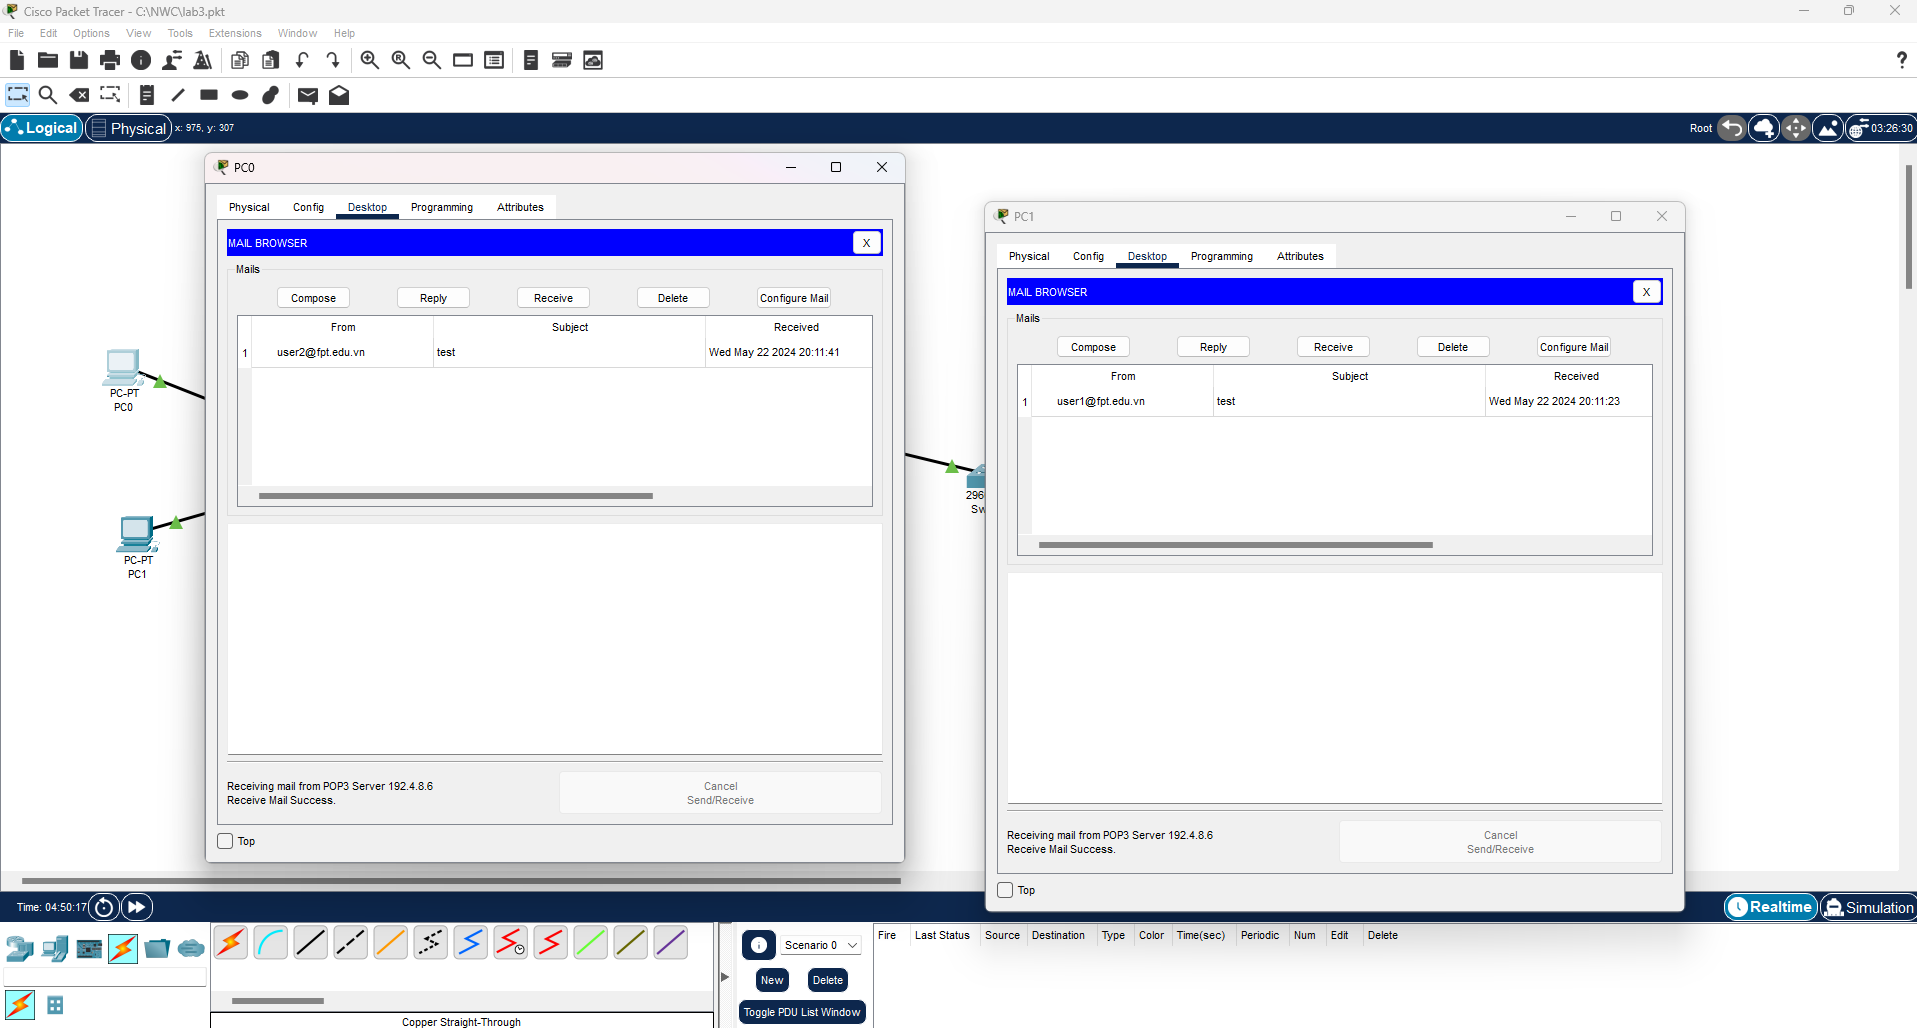 Cisco Packet Tracer - C:\NWC\lab3.pkt
File Edit Options View Tools Extensions Window Help
?
Logical Physical x: 975, y: 307
Root 03:26:30
PC0
Physical Config Desktop Programming Attributes
MAIL BROWSER X
Mails
Compose Reply Receive Delete Configure Mail
From Subject Received
1 user2@fpt.edu.vn test Wed May 22 2024 20:11:41
Receiving mail from POP3 Server 192.4.8.6
Receive Mail Success.
Cancel
Send/Receive
Top
PC1
Physical Config Desktop Programming Attributes
MAIL BROWSER X
Mails
Compose Reply Receive Delete Configure Mail
From Subject Received
1 user1@fpt.edu.vn test Wed May 22 2024 20:11:23
Receiving mail from POP3 Server 192.4.8.6
Receive Mail Success.
Cancel
Send/Receive
Top
PC-PT
PC0
PC-PT
PC1
296
Sw
Time: 04:50:17
Realtime Simulation
Scenario 0
New Delete
Toggle PDU List Window
Fire Last Status Source Destination Type Color Time(sec) Periodic Num Edit Delete
Copper Straight-Through